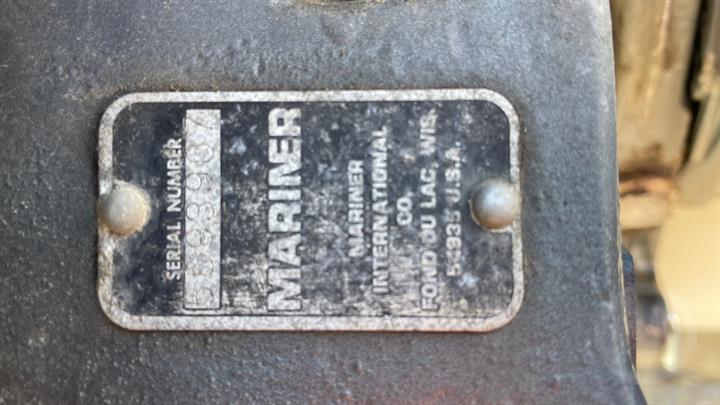 SERIAL NUMBER
MARINER
MARINER
INTERNATIONAL
CO.
FOND DU LAC, WIS.
54935 U.S.A.